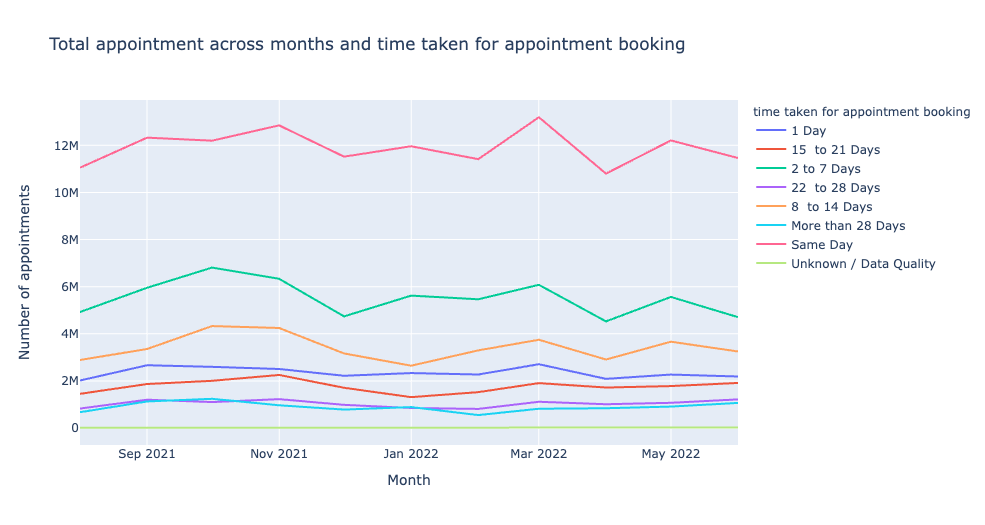 Total appointment across months and time taken for appointment booking
time taken for appointment booking
1 Day
15  to 21 Days
2 to 7 Days
22  to 28 Days
8  to 14 Days
More than 28 Days
Same Day
Unknown / Data Quality
Number of appointments
12M
10M
8M
6M
4M
2M
0
Sep 2021
Nov 2021
Jan 2022
Mar 2022
May 2022
Month